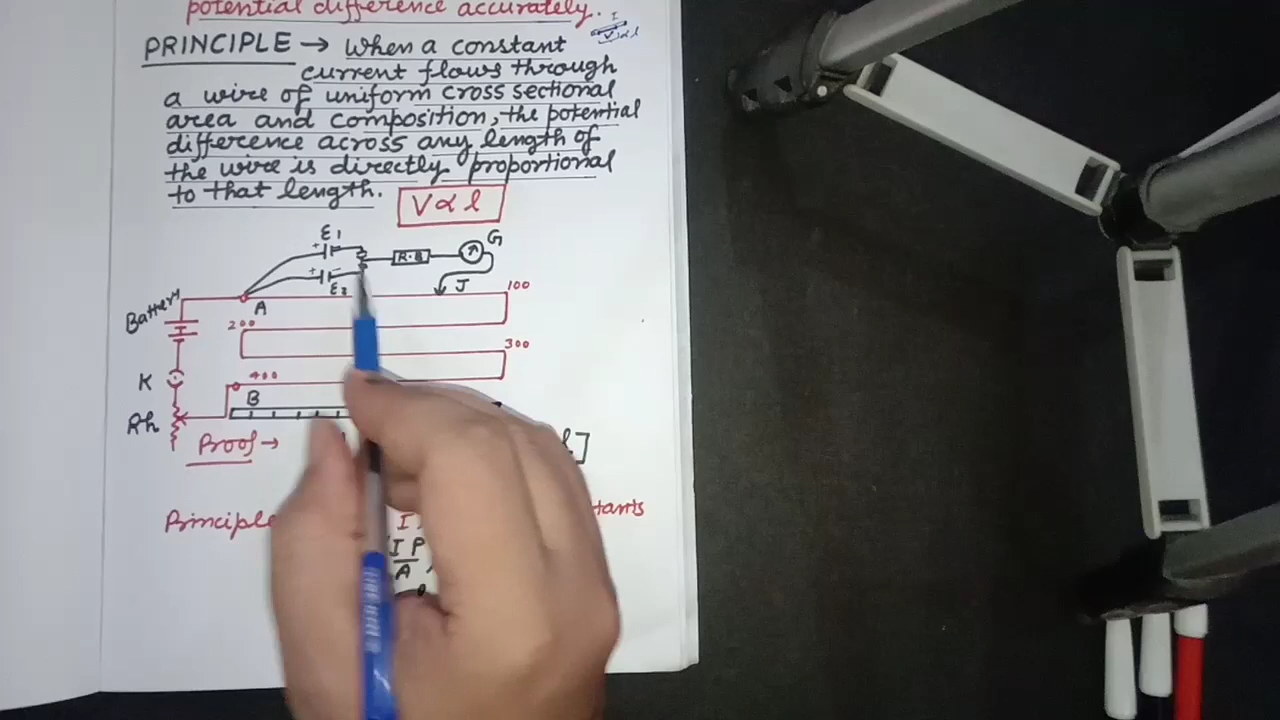 potential difference accurately.
I
V∝l
PRINCIPLE → When a constant
current flows through
a wire of uniform cross sectional
area and composition, the potential
difference across any length of
the wire is directly proportional
to that length.
V ∝ l
E1
+ -
G
R.B
+ -
E2
J
A
100
Battery
200
300
K
400
B
Rh
Proof →
l]
Principle
I
tants
I P
A